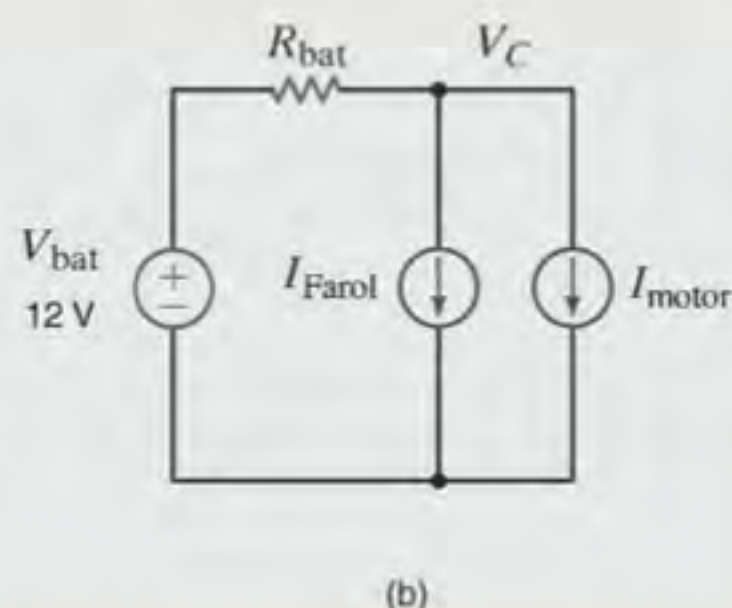 R_bat V_C
V_bat
12 V
+
−
I_Farol
I_motor
(b)